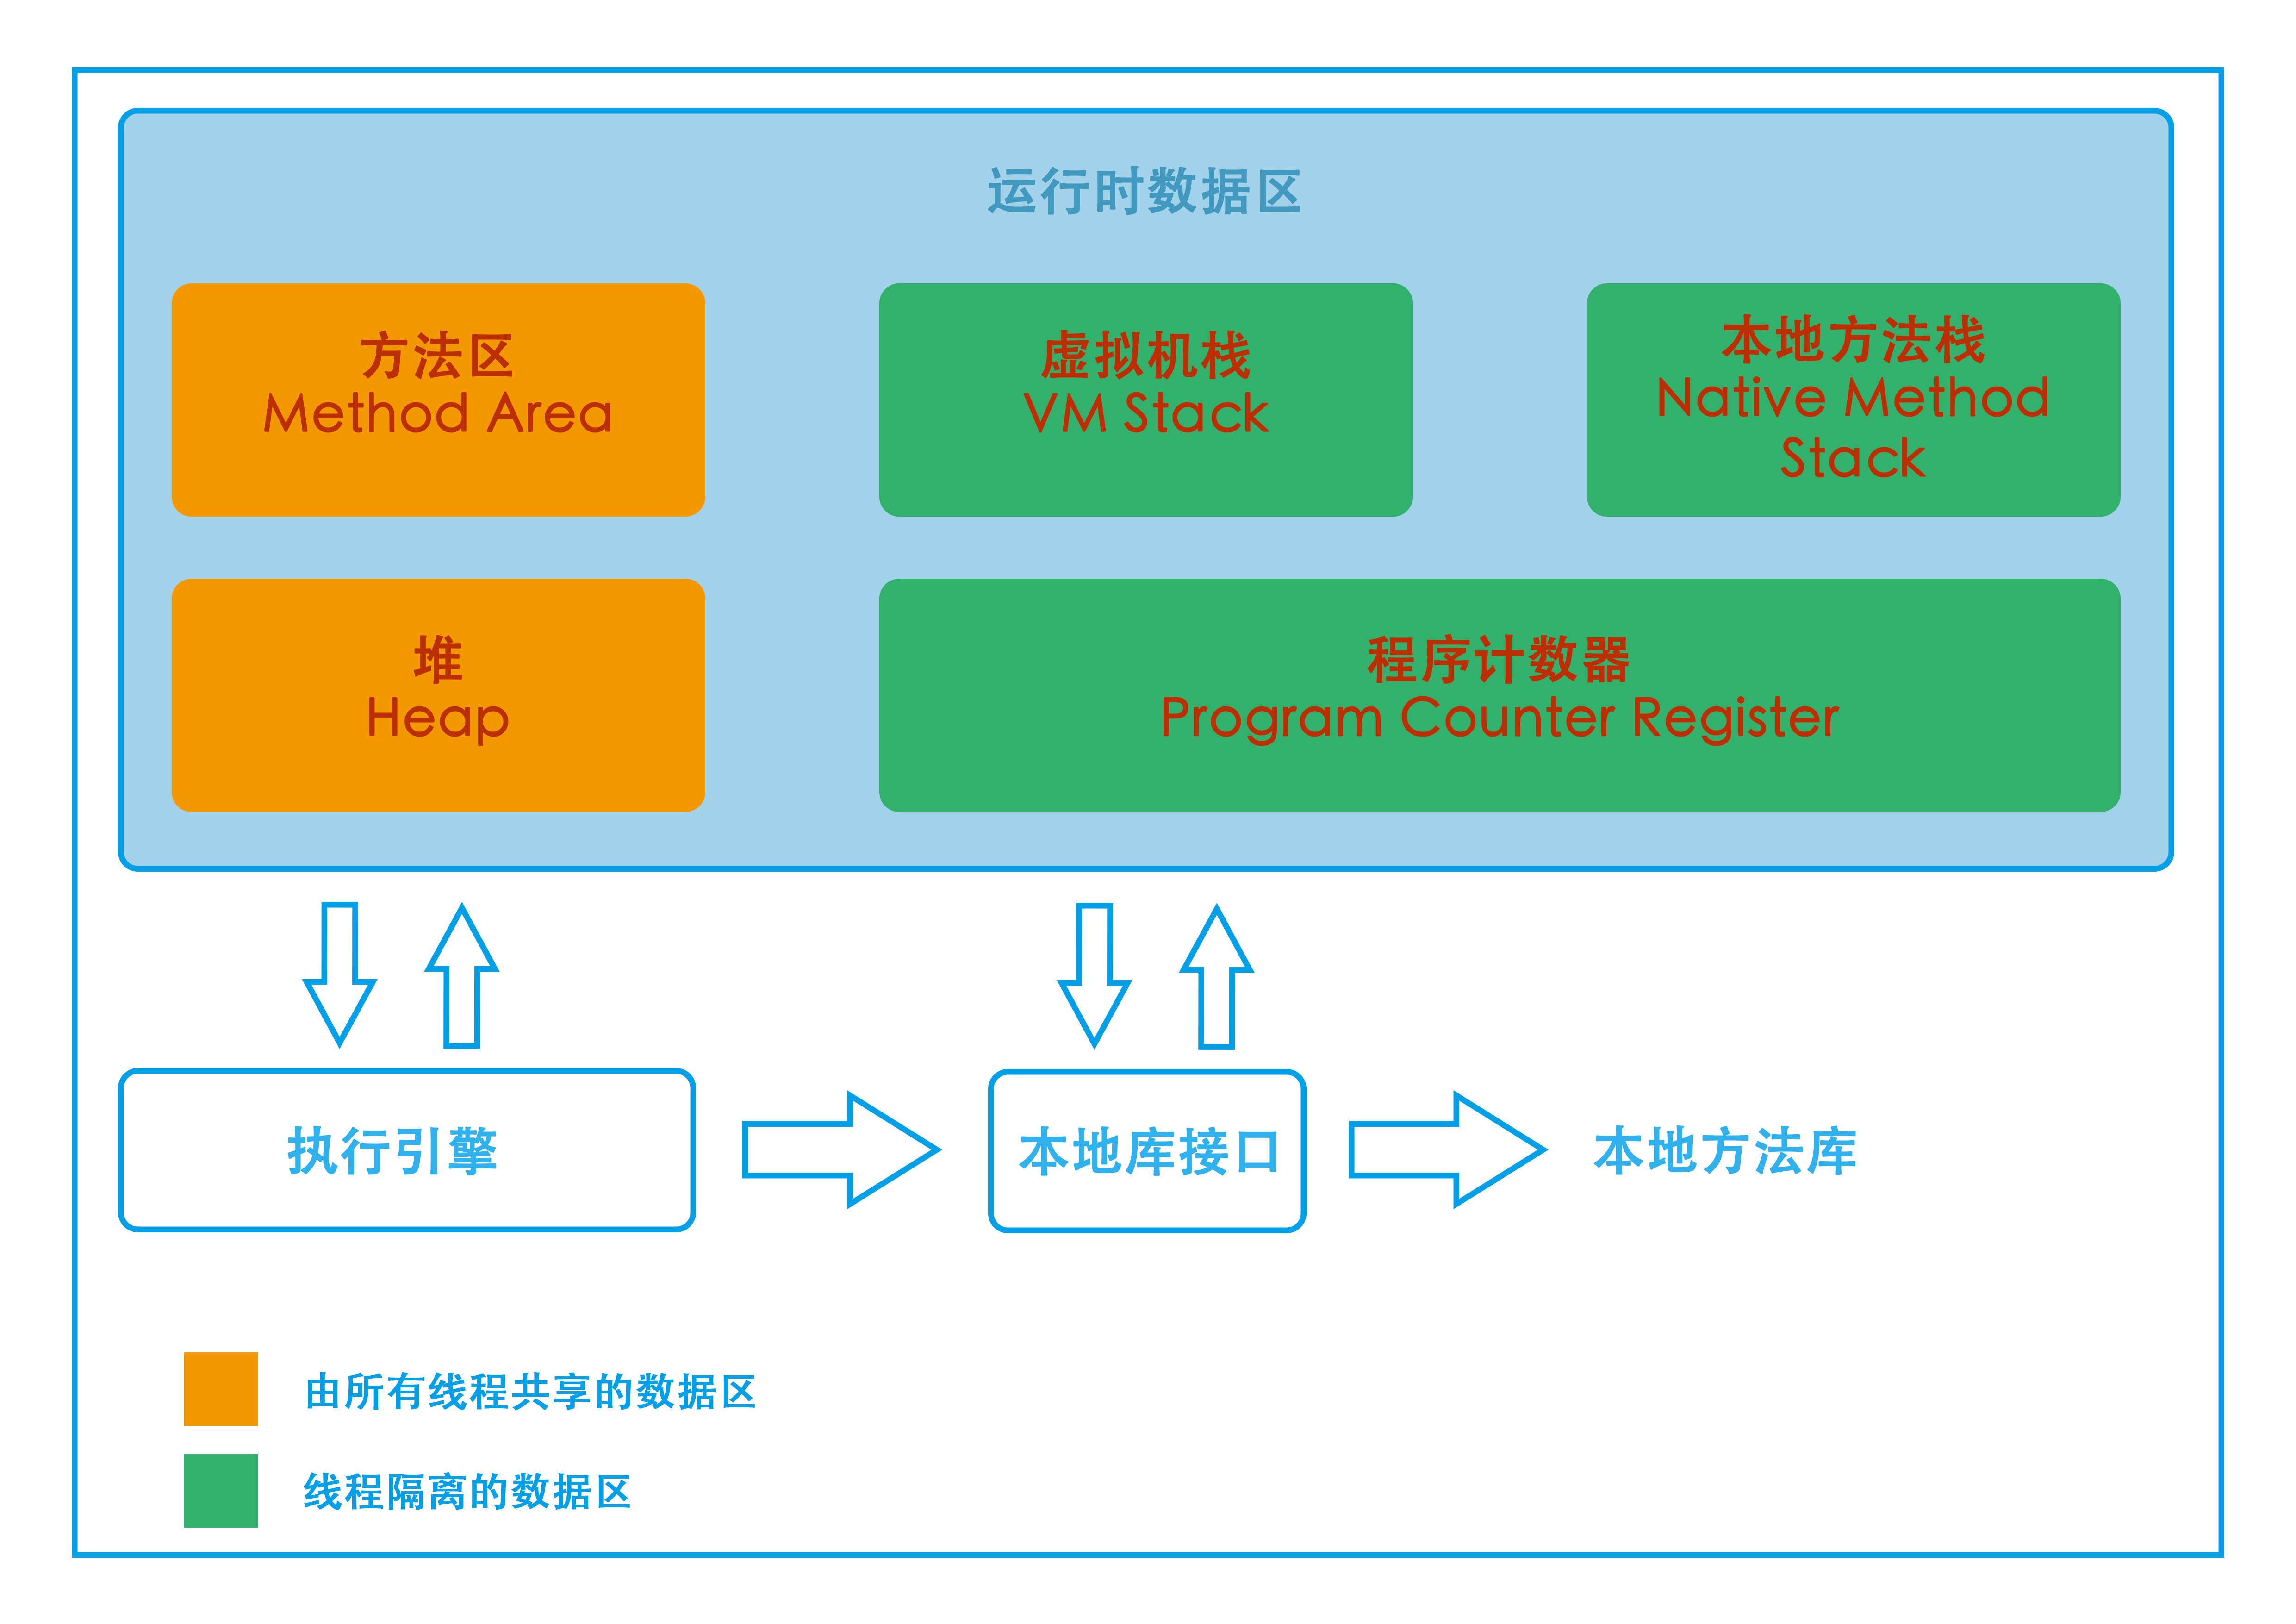 运行时数据区
方法区
Method Area
虚拟机栈
VM Stack
本地方法栈
Native Method
Stack
堆
Heap
程序计数器
Program Counter Register
执行引擎
本地库接口
本地方法库
由所有线程共享的数据区
线程隔离的数据区